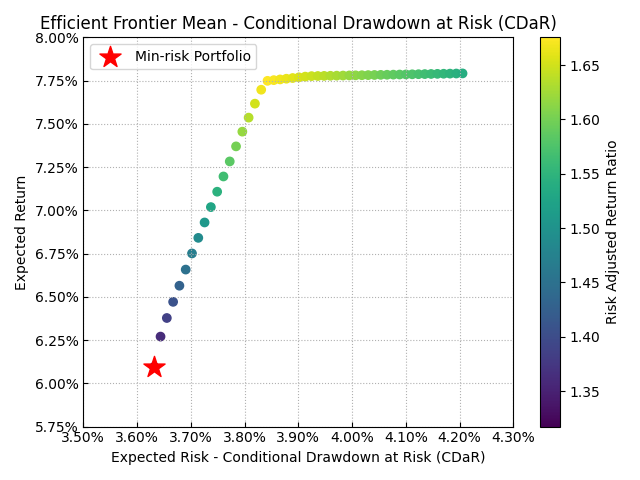 Efficient Frontier Mean - Conditional Drawdown at Risk (CDaR)
Min-risk Portfolio
Expected Return
8.00%
7.75%
7.50%
7.25%
7.00%
6.75%
6.50%
6.25%
6.00%
5.75%
3.50% 3.60% 3.70% 3.80% 3.90% 4.00% 4.10% 4.20% 4.30%
Expected Risk - Conditional Drawdown at Risk (CDaR)
1.65
1.60
1.55
1.50
1.45
1.40
1.35
Risk Adjusted Return Ratio